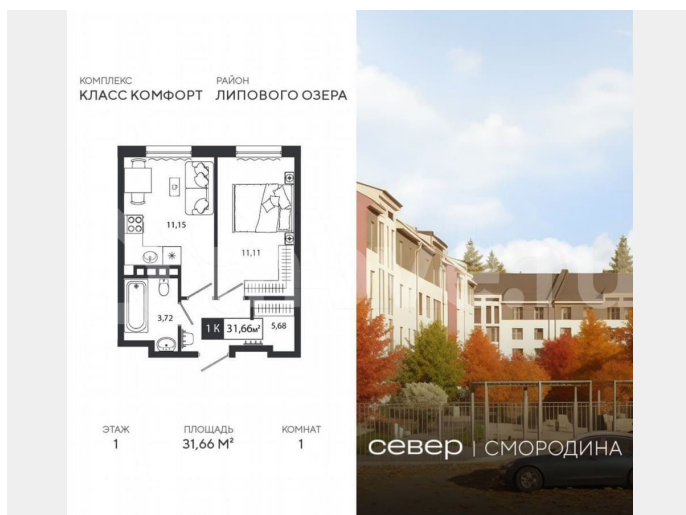 КОМПЛЕКС
КЛАСС КОМФОРТ
РАЙОН
ЛИПОВОГО ОЗЕРА
11,15
11,11
3,72
1 К
31,66м²
5,68
ЭТАЖ
1
ПЛОЩАДЬ
31,66 М²
КОМНАТ
1
север | СМОРОДИНА